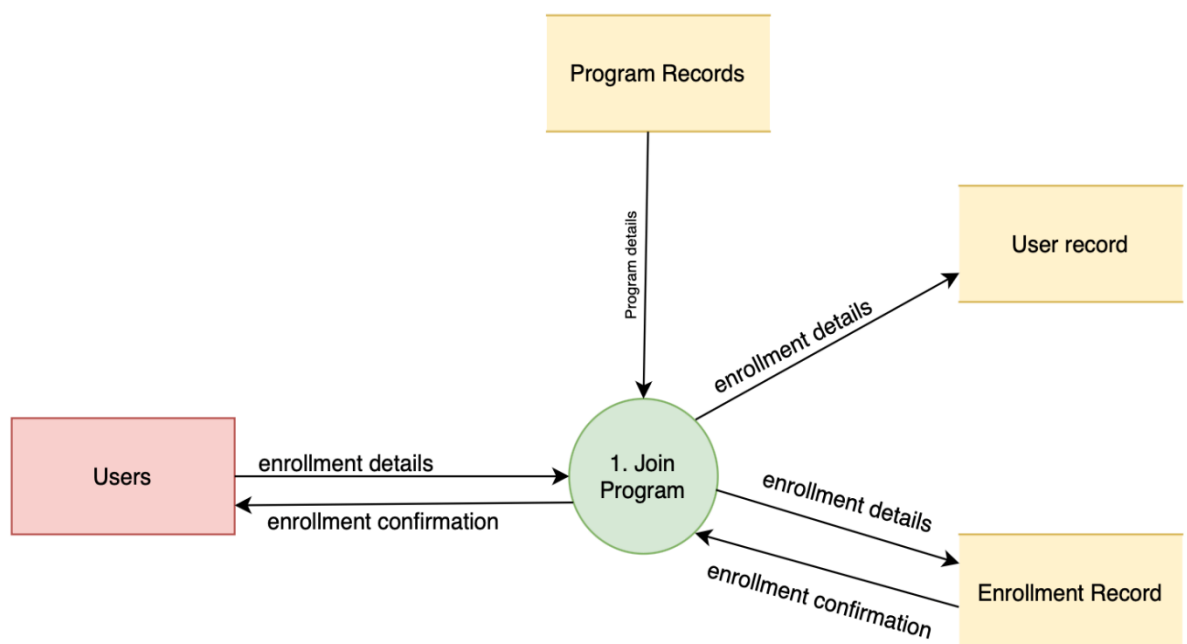 Program Records
Program details
User record
enrollment details
Users
enrollment details
enrollment confirmation
1. Join
Program
enrollment details
enrollment confirmation
Enrollment Record